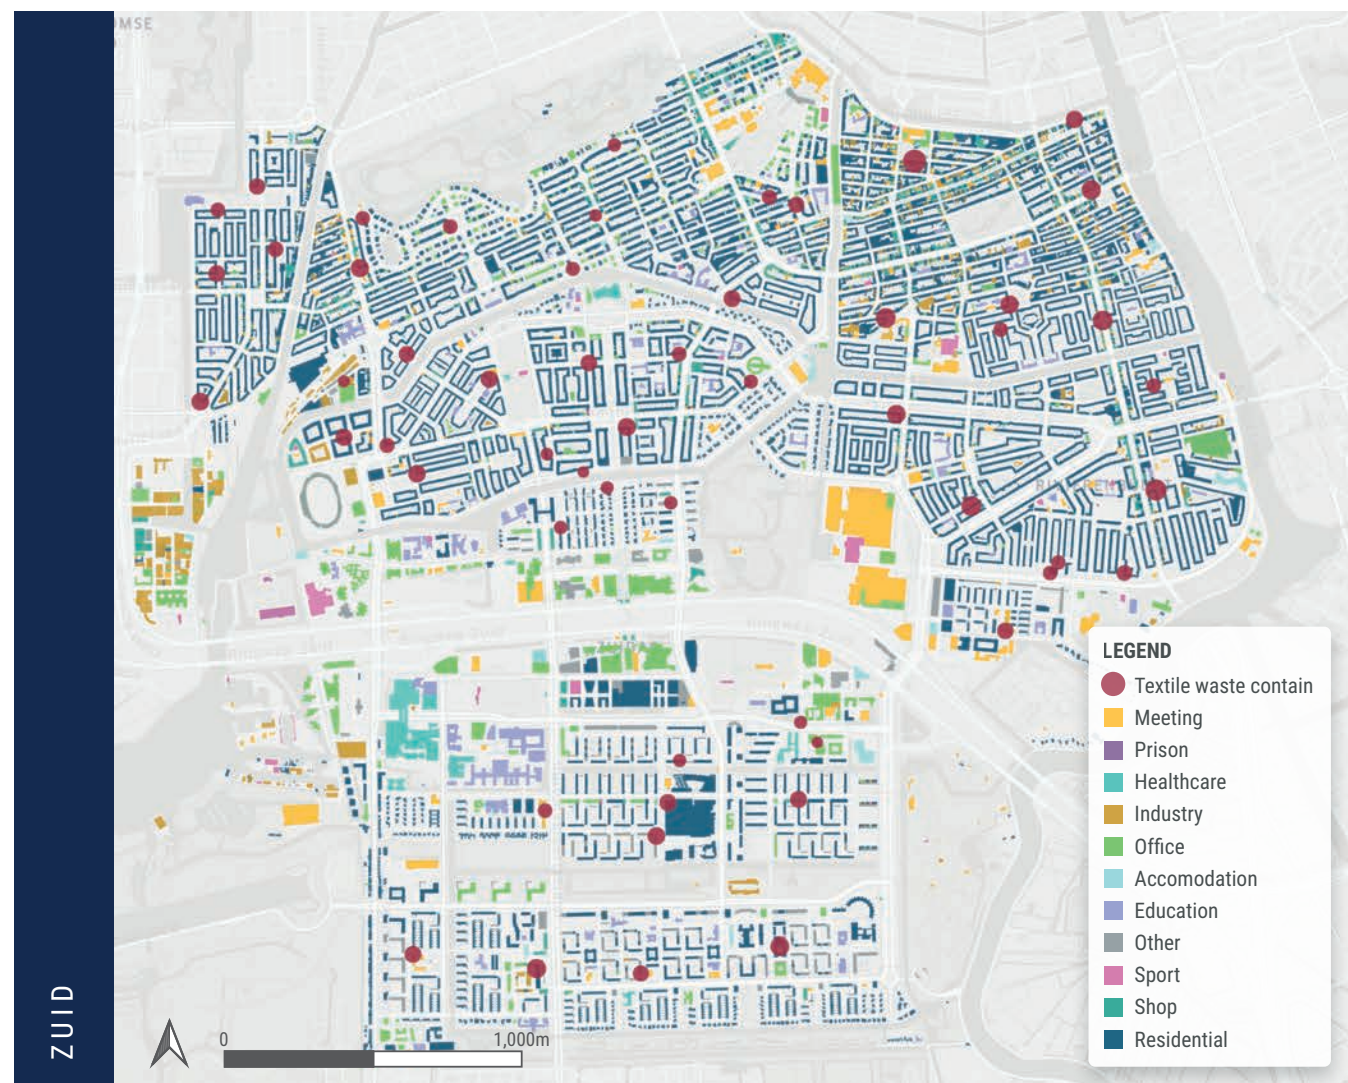 ZUID
0
1,000m
LEGEND
Textile waste contain
Meeting
Prison
Healthcare
Industry
Office
Accomodation
Education
Other
Sport
Shop
Residential